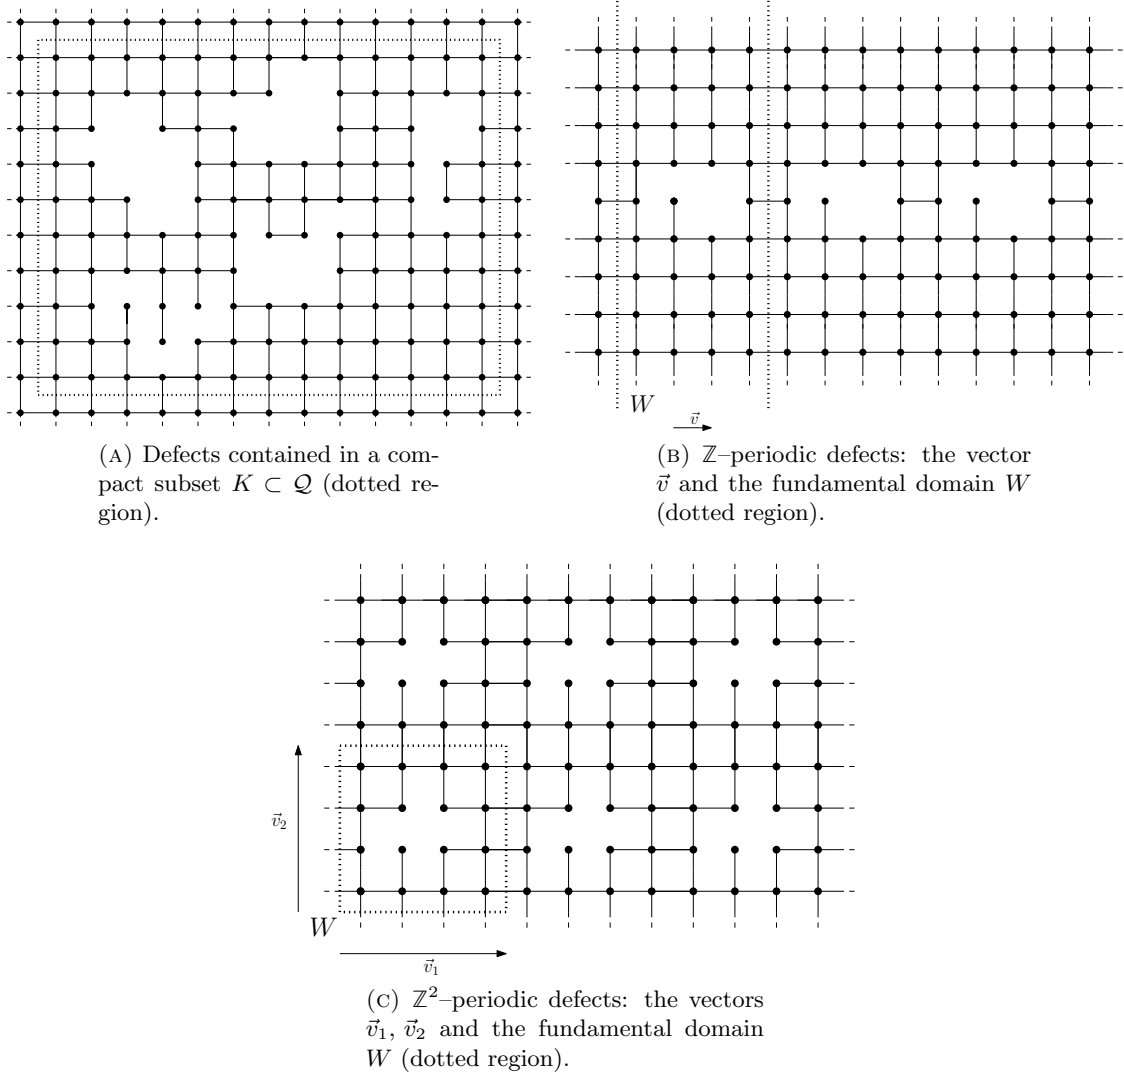 W
v⃗
(A) Defects contained in a com-
pact subset K ⊂ 𝒬 (dotted re-
gion).
(B) ℤ–periodic defects: the vector
v⃗ and the fundamental domain W
(dotted region).
v⃗₂
W
v⃗₁
(C) ℤ²–periodic defects: the vectors
v⃗₁, v⃗₂ and the fundamental domain
W (dotted region).